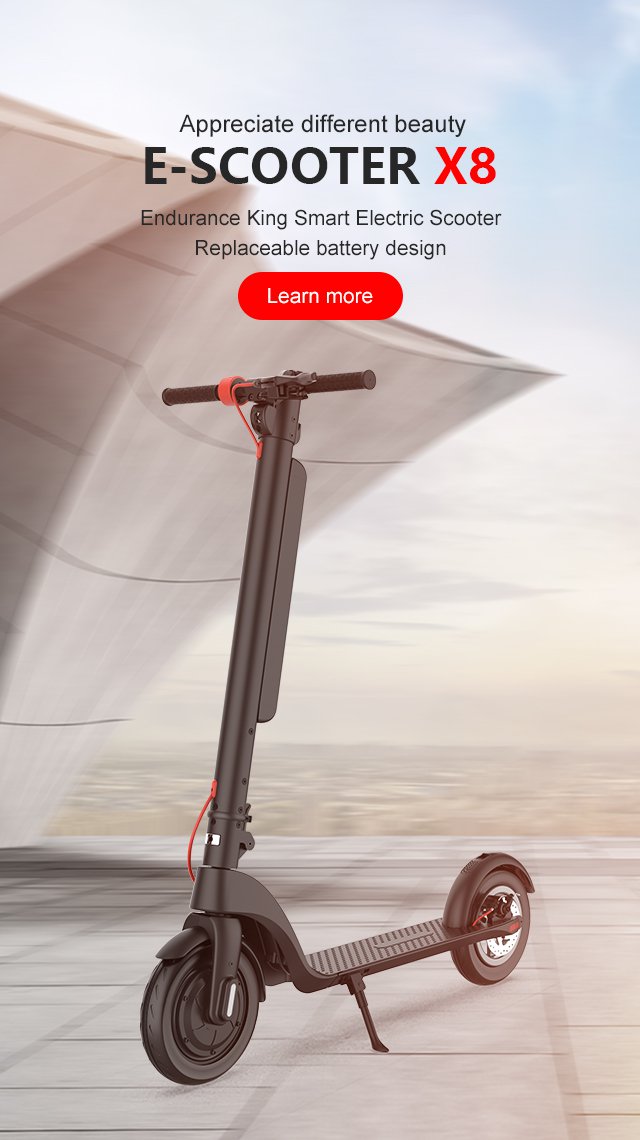 Appreciate different beauty
E-SCOOTER X8
Endurance King Smart Electric Scooter
Replaceable battery design
Learn more